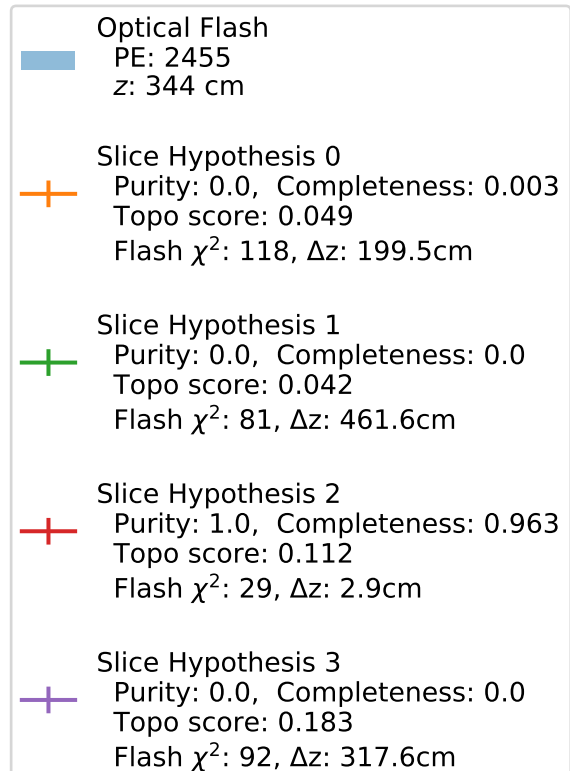 Optical Flash
PE: 2455
z: 344 cm
Slice Hypothesis 0
Purity: 0.0,  Completeness: 0.003
Topo score: 0.049
Flash χ²: 118, Δz: 199.5cm
Slice Hypothesis 1
Purity: 0.0,  Completeness: 0.0
Topo score: 0.042
Flash χ²: 81, Δz: 461.6cm
Slice Hypothesis 2
Purity: 1.0,  Completeness: 0.963
Topo score: 0.112
Flash χ²: 29, Δz: 2.9cm
Slice Hypothesis 3
Purity: 0.0,  Completeness: 0.0
Topo score: 0.183
Flash χ²: 92, Δz: 317.6cm